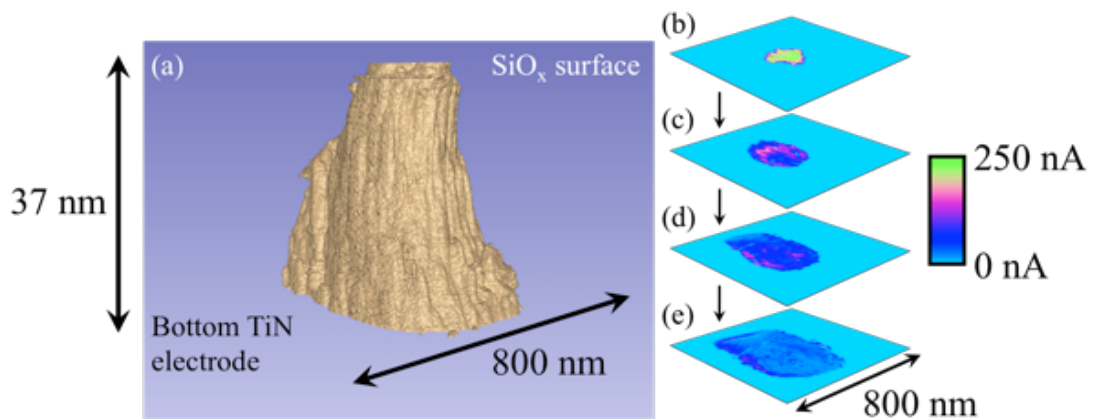 (a)
SiOₓ surface
37 nm
Bottom TiN
electrode
800 nm
(b)
(c)
(d)
(e)
250 nA
0 nA
800 nm